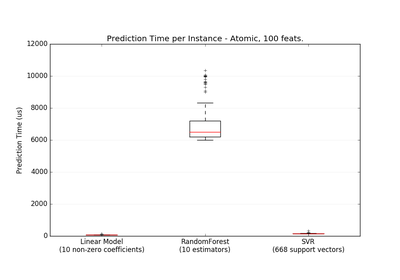 Prediction Time per Instance - Atomic, 100 feats.
12000
10000
8000
6000
4000
2000
0
Prediction Time (us)
Linear Model
(10 non-zero coefficients)
RandomForest
(10 estimators)
SVR
(668 support vectors)